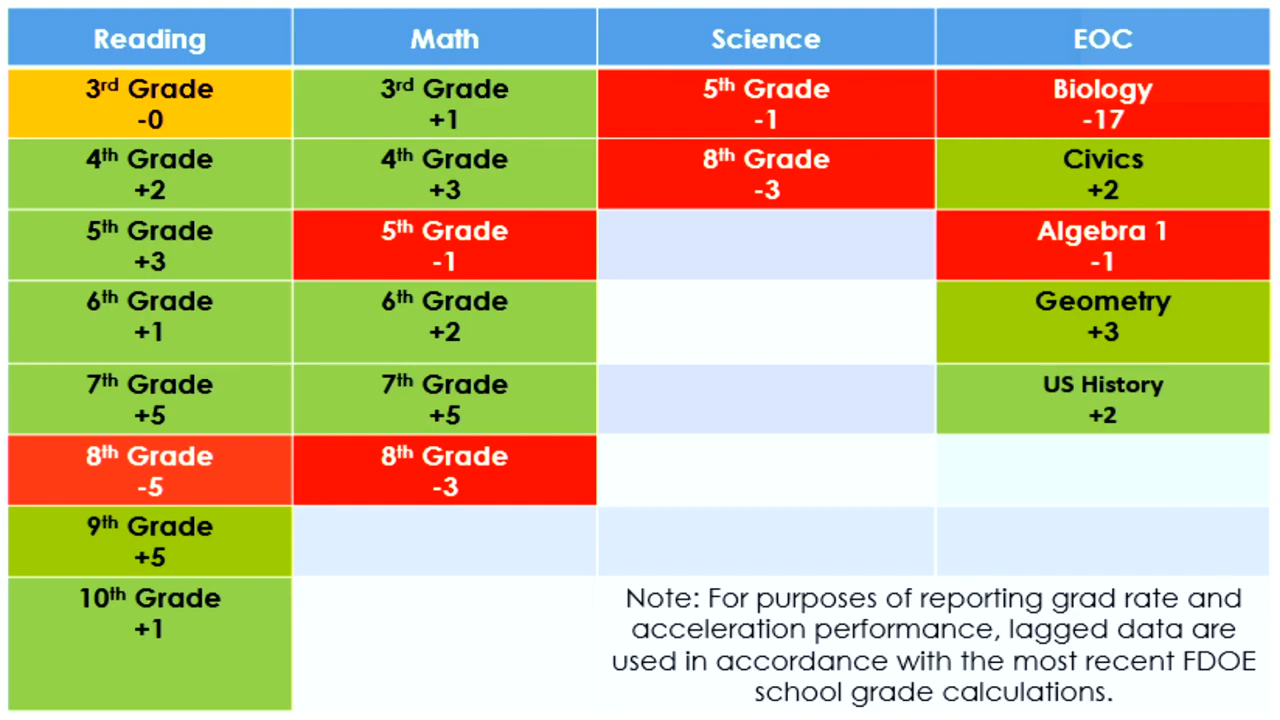 Reading Math Science EOC
3rd Grade 3rd Grade 5th Grade Biology
-0 +1 -1 -17
4th Grade 4th Grade 8th Grade Civics
+2 +3 -3 +2
5th Grade 5th Grade Algebra 1
+3 -1 -1
6th Grade 6th Grade Geometry
+1 +2 +3
7th Grade 7th Grade US History
+5 +5 +2
8th Grade 8th Grade
-5 -3
9th Grade
+5
10th Grade
+1
Note: For purposes of reporting grad rate and
acceleration performance, lagged data are
used in accordance with the most recent FDOE
school grade calculations.